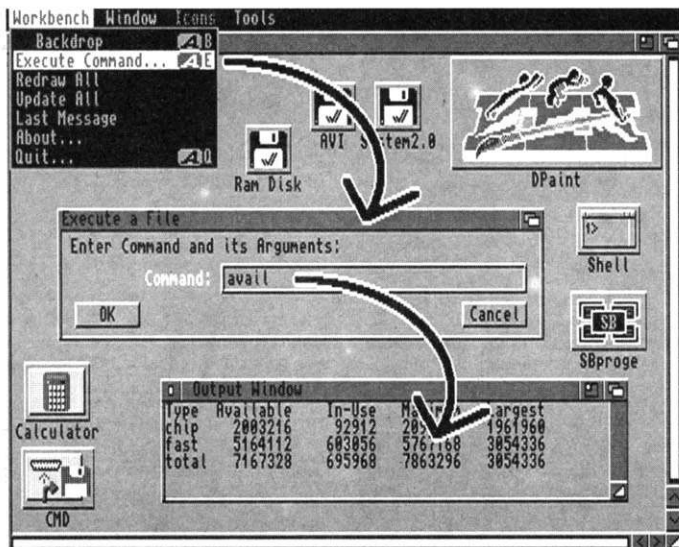 Workbench Window Icons Tools
Backdrop A B
Execute Command... A E
Redraw All
Update All
Last Message
About...
Quit... A Q
AVI System2.0
Ram Disk
DPaint
Execute a File
Enter Command and its Arguments:
Command: avail
OK Cancel
1>
Shell
SB
SBproge
Calculator
CMD
Output Window
Type Available In-Use Largest
chip 2003216 92912 1961960
fast 5164112 603056 5767168 3054336
total 7167328 695968 7863296 3054336